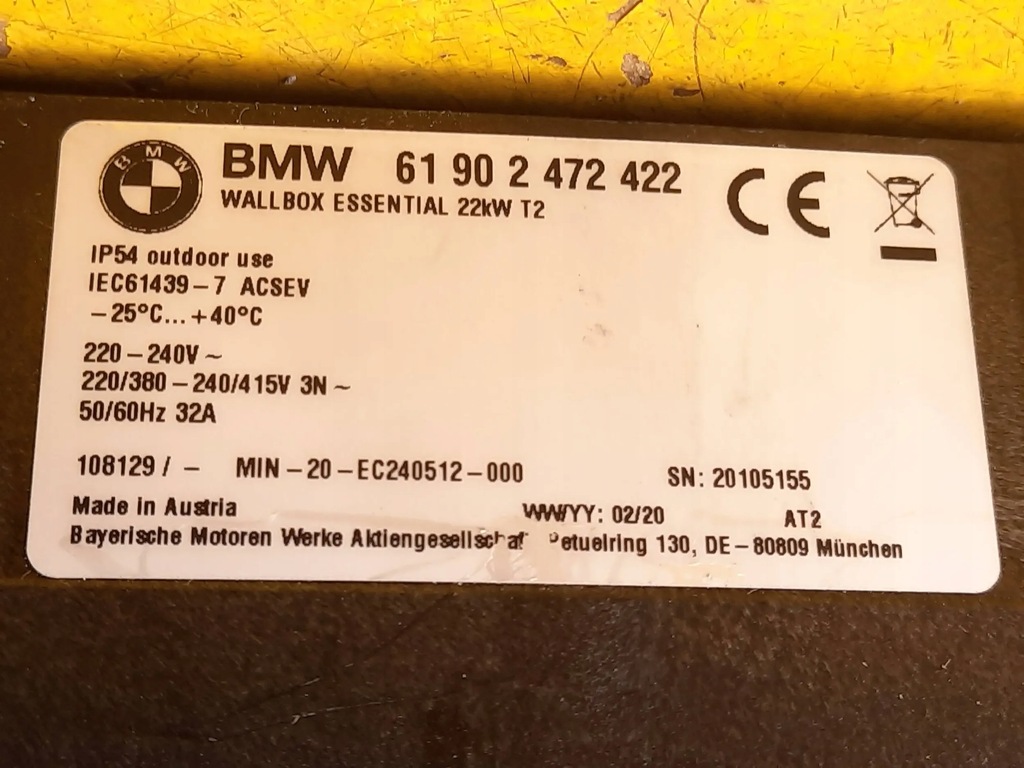 BMW
BMW 61 90 2 472 422
WALLBOX ESSENTIAL 22kW T2
CE
IP54 outdoor use
IEC61439-7 ACSEV
-25°C...+40°C
220-240V ~
220/380-240/415V 3N ~
50/60Hz 32A
108129 / - MIN-20-EC240512-000 SN: 20105155
Made in Austria WW/YY: 02/20 AT2
Bayerische Motoren Werke Aktiengesellschaf Petuelring 130, DE-80809 München